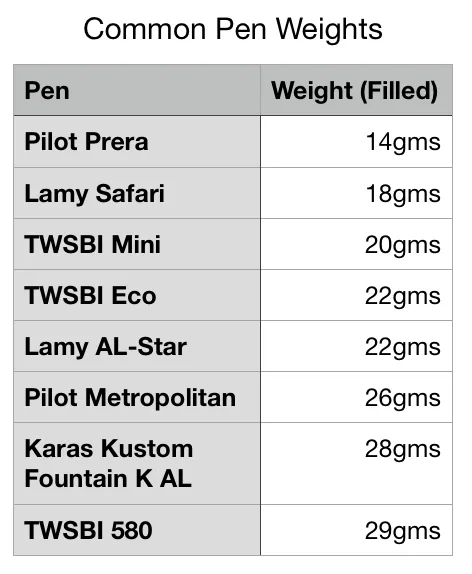 Common Pen Weights
Pen Weight (Filled)
Pilot Prera 14gms
Lamy Safari 18gms
TWSBI Mini 20gms
TWSBI Eco 22gms
Lamy AL-Star 22gms
Pilot Metropolitan 26gms
Karas Kustom 28gms
Fountain K AL
TWSBI 580 29gms